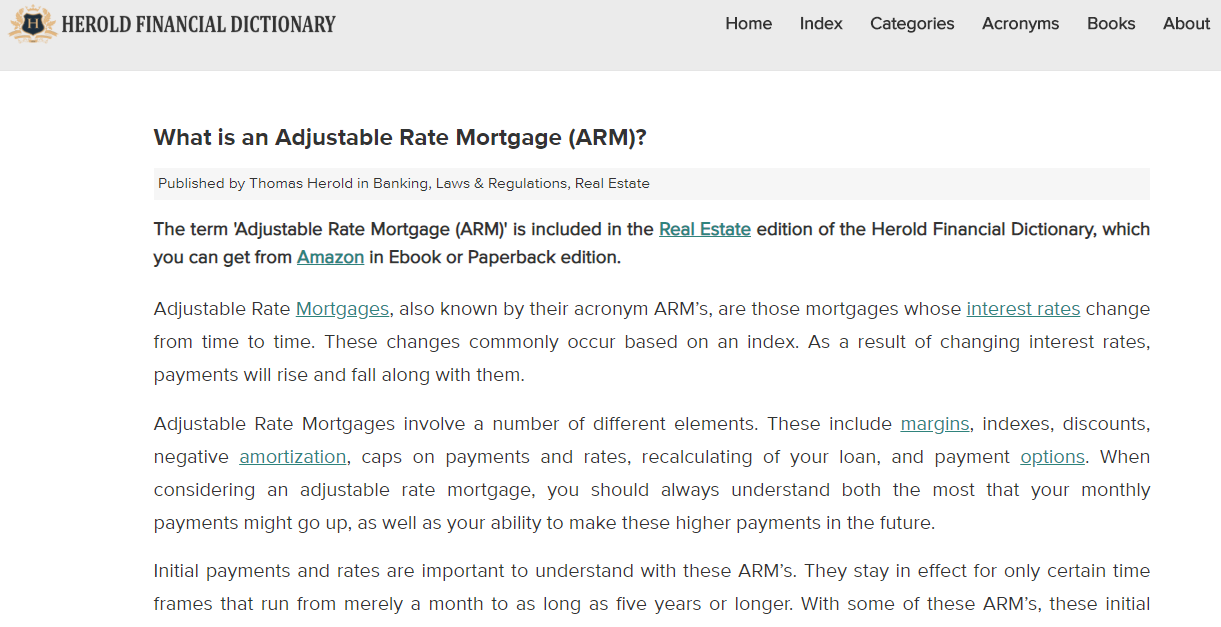 HEROLD FINANCIAL DICTIONARY
Home Index Categories Acronyms Books About
What is an Adjustable Rate Mortgage (ARM)?
Published by Thomas Herold in Banking, Laws & Regulations, Real Estate
The term 'Adjustable Rate Mortgage (ARM)' is included in the Real Estate edition of the Herold Financial Dictionary, which
you can get from Amazon in Ebook or Paperback edition.
Adjustable Rate Mortgages, also known by their acronym ARM’s, are those mortgages whose interest rates change
from time to time. These changes commonly occur based on an index. As a result of changing interest rates,
payments will rise and fall along with them.
Adjustable Rate Mortgages involve a number of different elements. These include margins, indexes, discounts,
negative amortization, caps on payments and rates, recalculating of your loan, and payment options. When
considering an adjustable rate mortgage, you should always understand both the most that your monthly
payments might go up, as well as your ability to make these higher payments in the future.
Initial payments and rates are important to understand with these ARM’s. They stay in effect for only certain time
frames that run from merely a month to as long as five years or longer. With some of these ARM’s, these initial